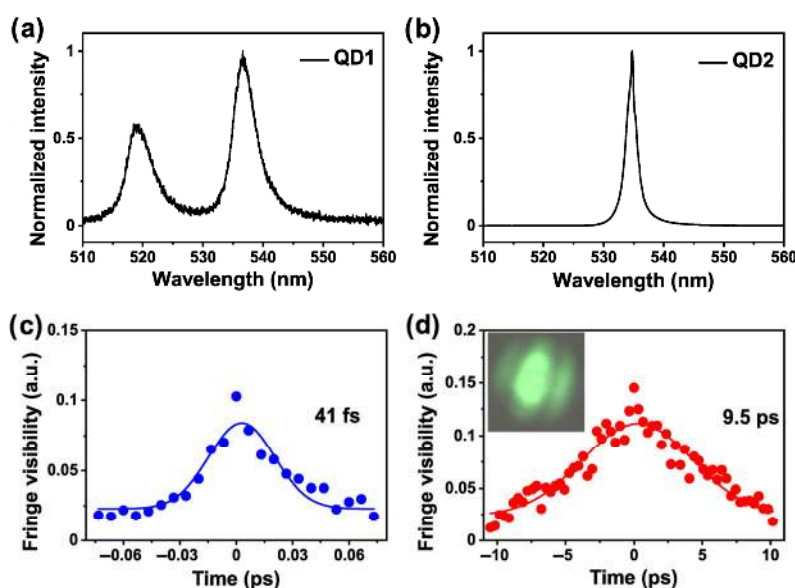 (a)
QD1
Normalized intensity
1
0.5
0
510 520 530 540 550 560
Wavelength (nm)
(b)
QD2
Normalized intensity
1
0.5
0
510 520 530 540 550 560
Wavelength (nm)
(c)
41 fs
Fringe visibility (a.u.)
0.15
0.1
0.05
0
−0.06 −0.03 0 0.03 0.06
Time (ps)
(d)
9.5 ps
Fringe visibility (a.u.)
0.2
0.15
0.1
0.05
0
−10 −5 0 5 10
Time (ps)